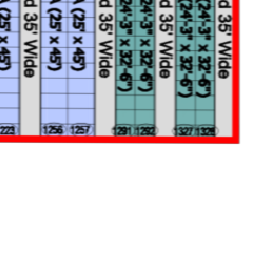 d 35' Wide
(25' x 45')
A (25' x 45')
d 35' Wide
(24'-3" x 32'-6")
(24'-3" x 32'-6")
d 35' Wide
(24'-3" x 32'-6")
(24'-3" x 32'-6")
d 35' Wide
1256
1257
1291
1292
1327
1328